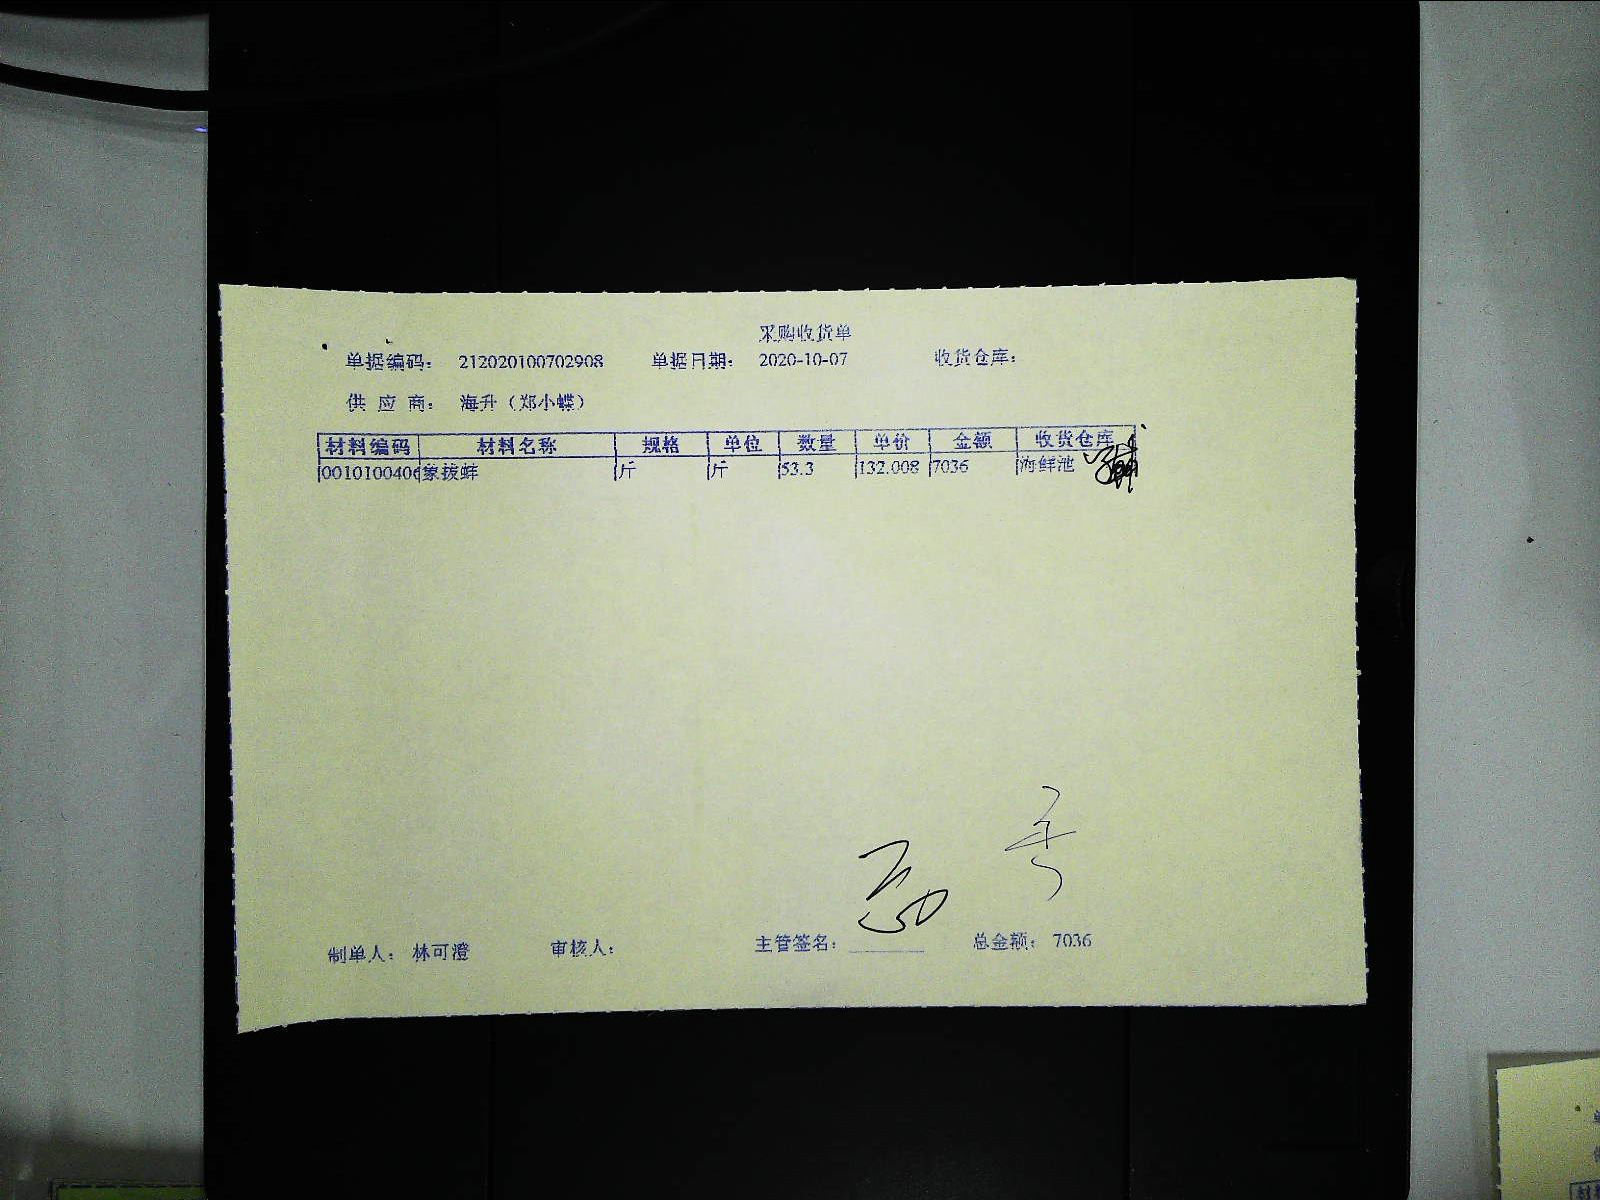 采购收货单
单据编码： 212020100702908 单据日期： 2020-10-07 收货仓库：
供 应 商： 海升（郑小蝶）
材料编码 材料名称 规格 单位 数量 单价 金额 收货仓库
0010100406 象拔蚌 斤 斤 53.3 132.008 7036 海鲜池
制单人： 林可澄 审核人： 主管签名： 总金额： 7036